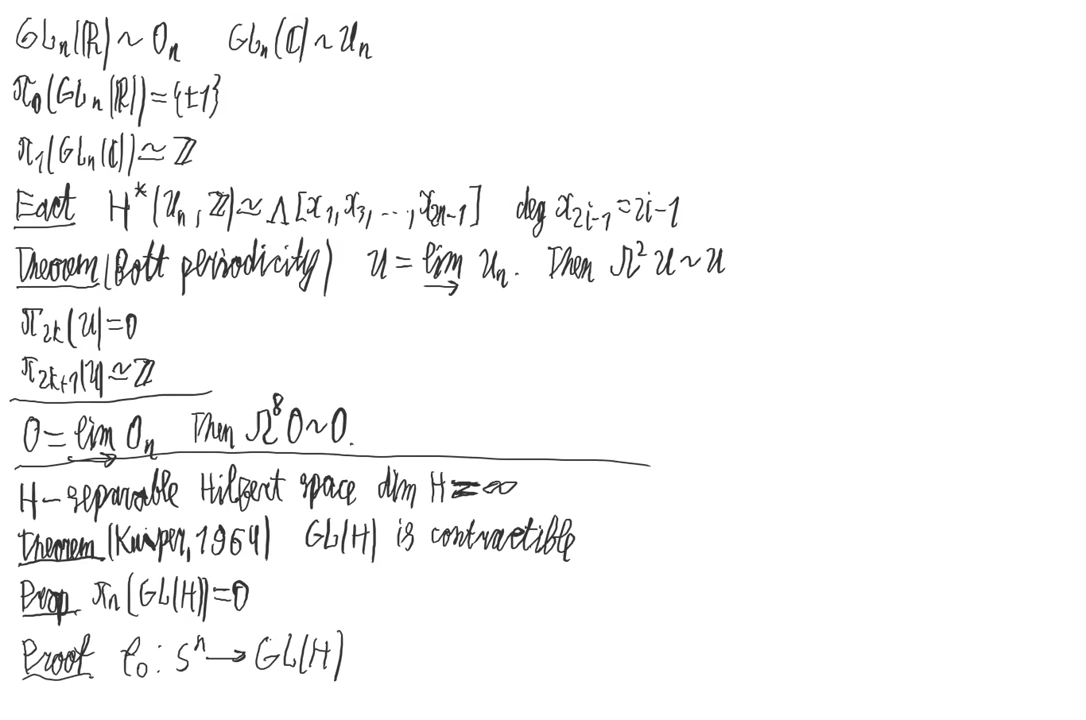 GLₙ(ℝ) ~ Oₙ   GLₙ(ℂ) ~ Uₙ
π₀(GLₙ(ℝ)) = {±1}
π₁(GLₙ(ℂ)) ≃ ℤ
Fact H*(Uₙ, ℤ) ≃ Λ[x₁, x₃, ..., x₂ₙ₋₁]   deg x₂ᵢ₋₁ = 2i-1
Theorem (Bott periodicity) U = lim→ Uₙ. Then Ω² U ~ U
π₂ₖ(U) = 0
π₂ₖ₊₁(U) ≃ ℤ
O = lim→ Oₙ   Then Ω⁸ O ~ O.
H – separable Hilbert space dim H = ∞
Theorem (Kuiper, 1964) GL(H) is contractible
Prop πₙ(GL(H)) = 0
Proof f₀ : Sⁿ → GL(H)